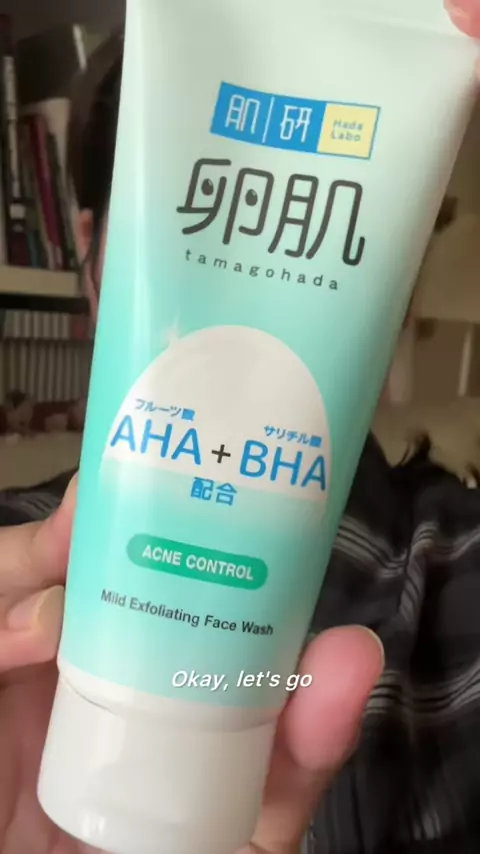 肌研 Hada
Labo
卵肌
tamagohada
フルーツ酸 サリチル酸
AHA + BHA
配合
ACNE CONTROL
Mild Exfoliating Face Wash
Okay, let's go